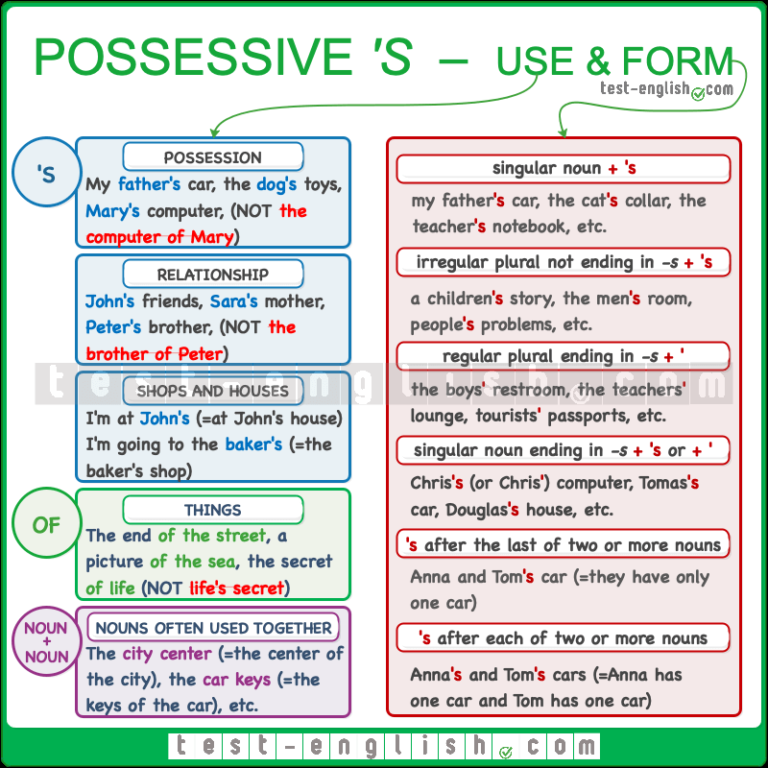 POSSESSIVE 'S – USE & FORM
test-english.com
'S
POSSESSION
My father's car, the dog's toys,
Mary's computer, (NOT the
computer of Mary)
RELATIONSHIP
John's friends, Sara's mother,
Peter's brother, (NOT the
brother of Peter)
SHOPS AND HOUSES
I'm at John's (=at John's house)
I'm going to the baker's (=the
baker's shop)
OF
THINGS
The end of the street, a
picture of the sea, the secret
of life (NOT life's secret)
NOUN
+
NOUN
NOUNS OFTEN USED TOGETHER
The city center (=the center of
the city), the car keys (=the
keys of the car), etc.
singular noun + 's
my father's car, the cat's collar, the
teacher's notebook, etc.
irregular plural not ending in –s + 's
a children's story, the men's room,
people's problems, etc.
regular plural ending in –s + '
the boys' restroom, the teachers'
lounge, tourists' passports, etc.
singular noun ending in –s + 's or + '
Chris's (or Chris') computer, Tomas's
car, Douglas's house, etc.
's after the last of two or more nouns
Anna and Tom's car (=they have only
one car)
's after each of two or more nouns
Anna's and Tom's cars (=Anna has
one car and Tom has one car)
test-english.com
test-english.com